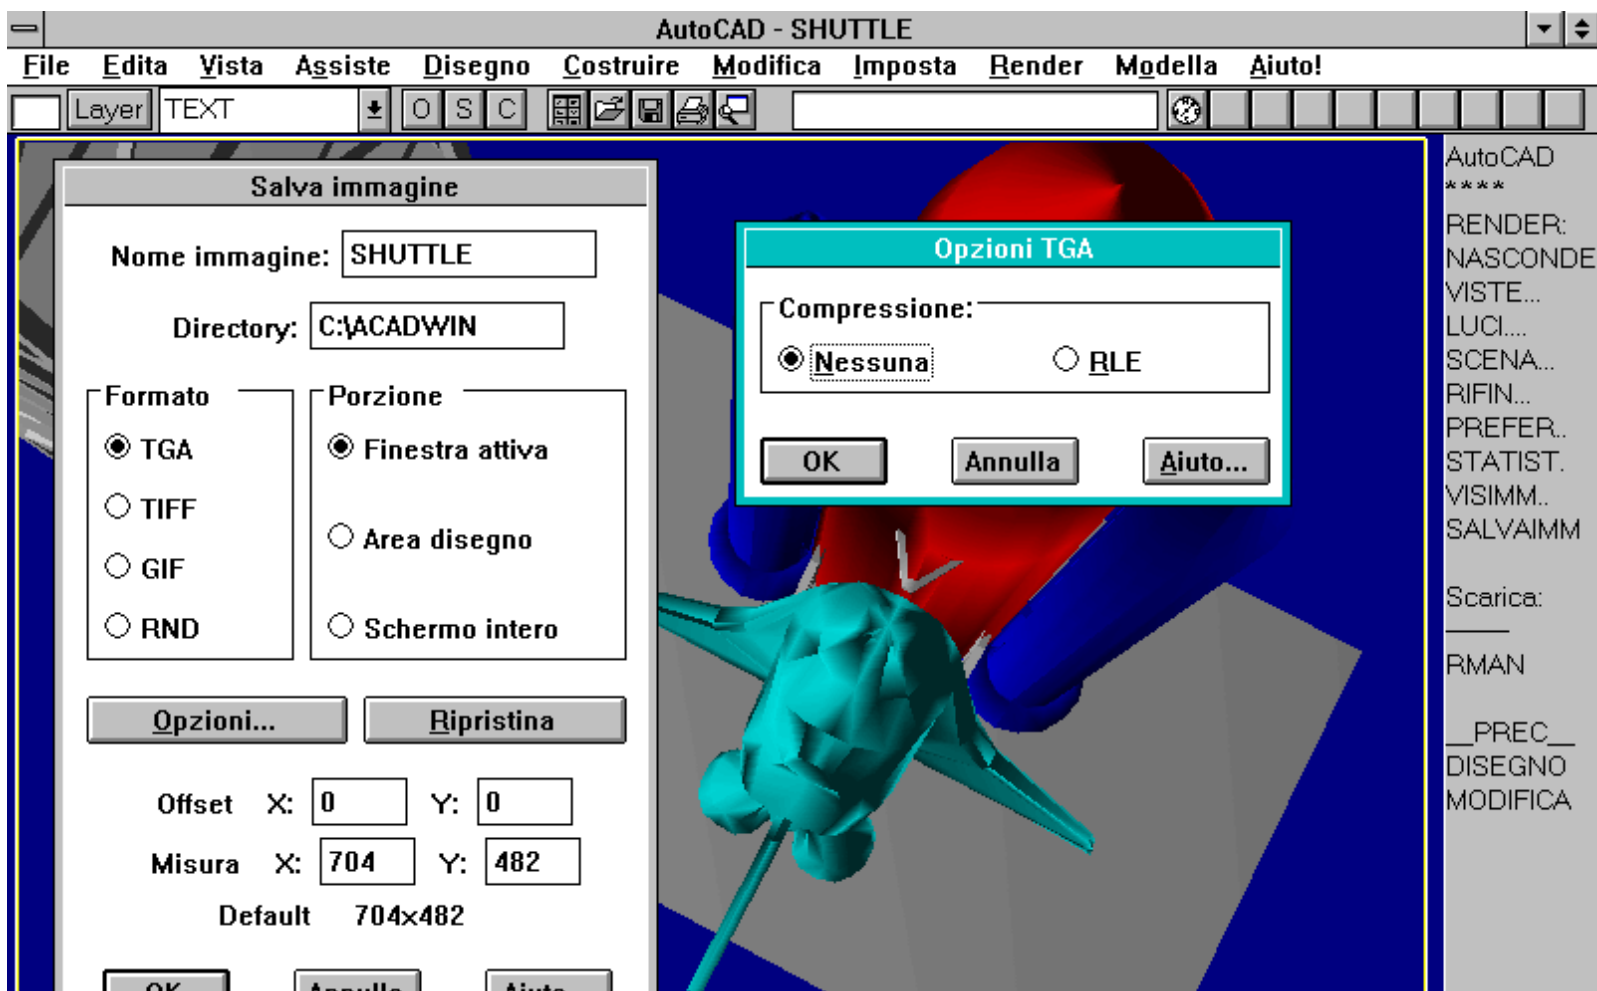 AutoCAD - SHUTTLE
File Edita Vista Assiste Disegno Costruire Modifica Imposta Render Modella Aiuto!
Layer TEXT O S C
Salva immagine
Nome immagine: SHUTTLE
Directory: C:\ACADWIN
Formato
TGA
TIFF
GIF
RND
Porzione
Finestra attiva
Area disegno
Schermo intero
Opzioni... Ripristina
Offset X: 0 Y: 0
Misura X: 704 Y: 482
Default 704x482
OK Annulla Aiuto...
Opzioni TGA
Compressione:
Nessuna RLE
OK Annulla Aiuto...
AutoCAD
****
RENDER:
NASCONDE
VISTE...
LUCI....
SCENA...
RIFIN...
PREFER..
STATIST.
VISIMM..
SALVAIMM
Scarica:
RMAN
__PREC__
DISEGNO
MODIFICA